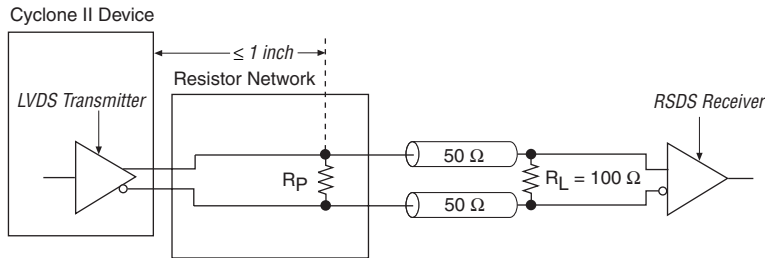 Cyclone II Device
≤ 1 inch
Resistor Network
LVDS Transmitter
RSDS Receiver
50 Ω
RP
RL = 100 Ω
50 Ω